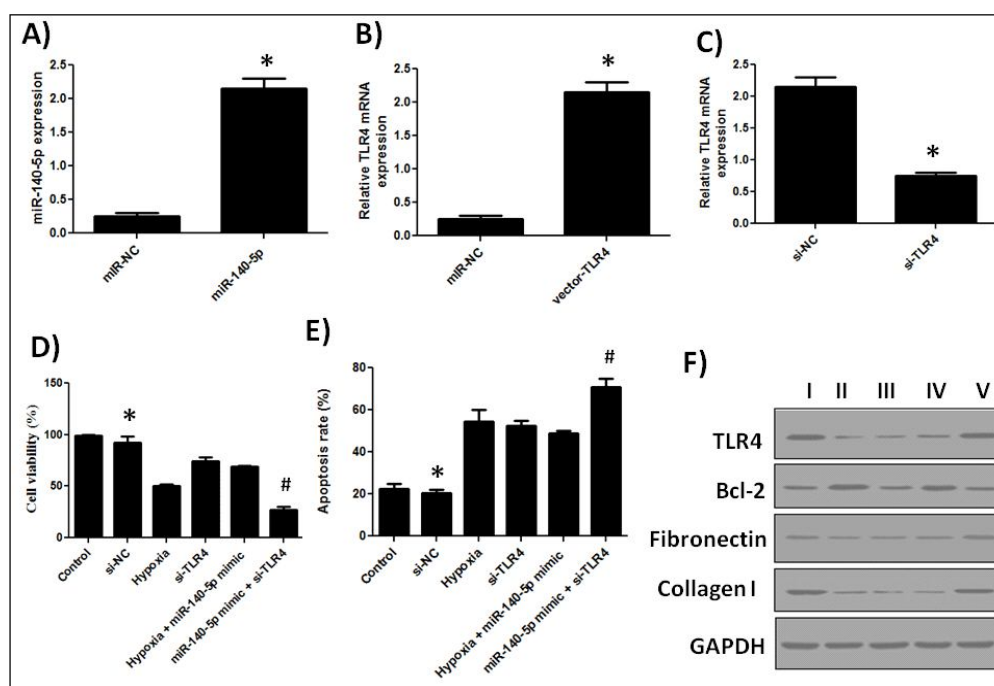 A)
miR-140-5p expression
2.5
2.0
1.5
1.0
0.5
0.0
*
miR-NC
miR-140-5p
B)
Relative TLR4 mRNA
expression
2.5
2.0
1.5
1.0
0.5
0.0
*
miR-NC
vector-TLR4
C)
Relative TLR4 mRNA
expression
2.5
2.0
1.5
1.0
0.5
0.0
*
si-NC
si-TLR4
D)
Cell viability (%)
150
100
50
0
*
#
Control
si-NC
Hypoxia
si-TLR4
Hypoxia + miR-140-5p mimic
miR-140-5p mimic + si-TLR4
E)
Apoptosis rate (%)
80
60
40
20
0
*
#
Control
si-NC
Hypoxia
si-TLR4
Hypoxia + miR-140-5p mimic
miR-140-5p mimic + si-TLR4
F)
I II III IV V
TLR4
Bcl-2
Fibronectin
Collagen I
GAPDH